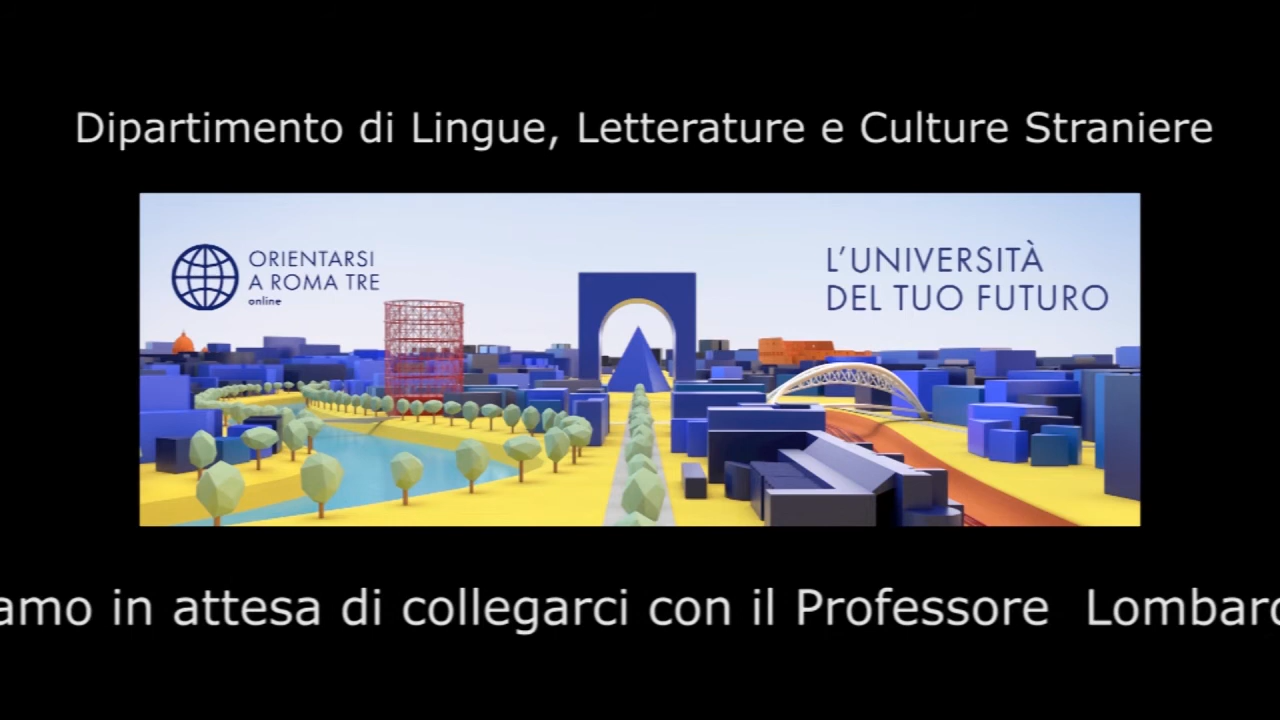 Dipartimento di Lingue, Letterature e Culture Straniere
ORIENTARSI
A ROMA TRE
online
L'UNIVERSITÀ
DEL TUO FUTURO
amo in attesa di collegarci con il Professore Lombard